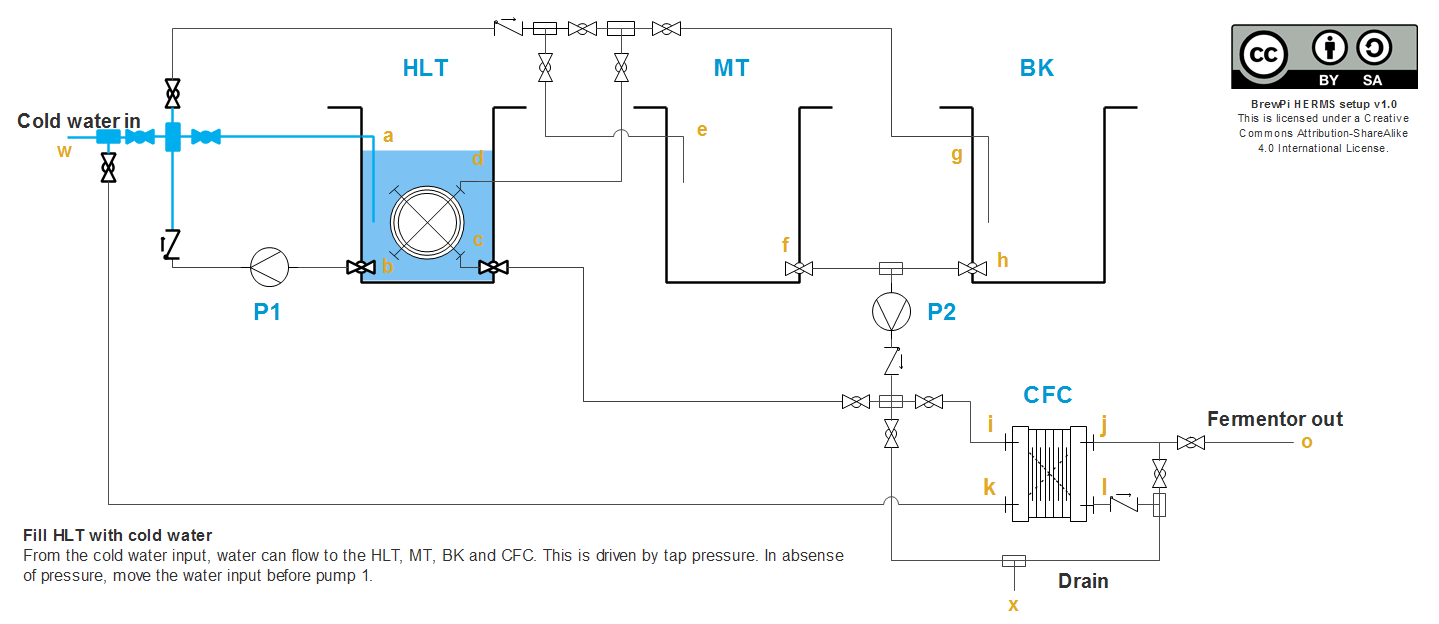 HLT
MT
BK
cc
BY SA
BrewPi HERMS setup v1.0
This is licensed under a Creative
Commons Attribution-ShareAlike
4.0 International License.
Cold water in
w
a
d
e
g
c
b
f
h
P1
P2
CFC
i
j
Fermentor out
o
k
l
Fill HLT with cold water
From the cold water input, water can flow to the HLT, MT, BK and CFC. This is driven by tap pressure. In absense
of pressure, move the water input before pump 1.
Drain
x